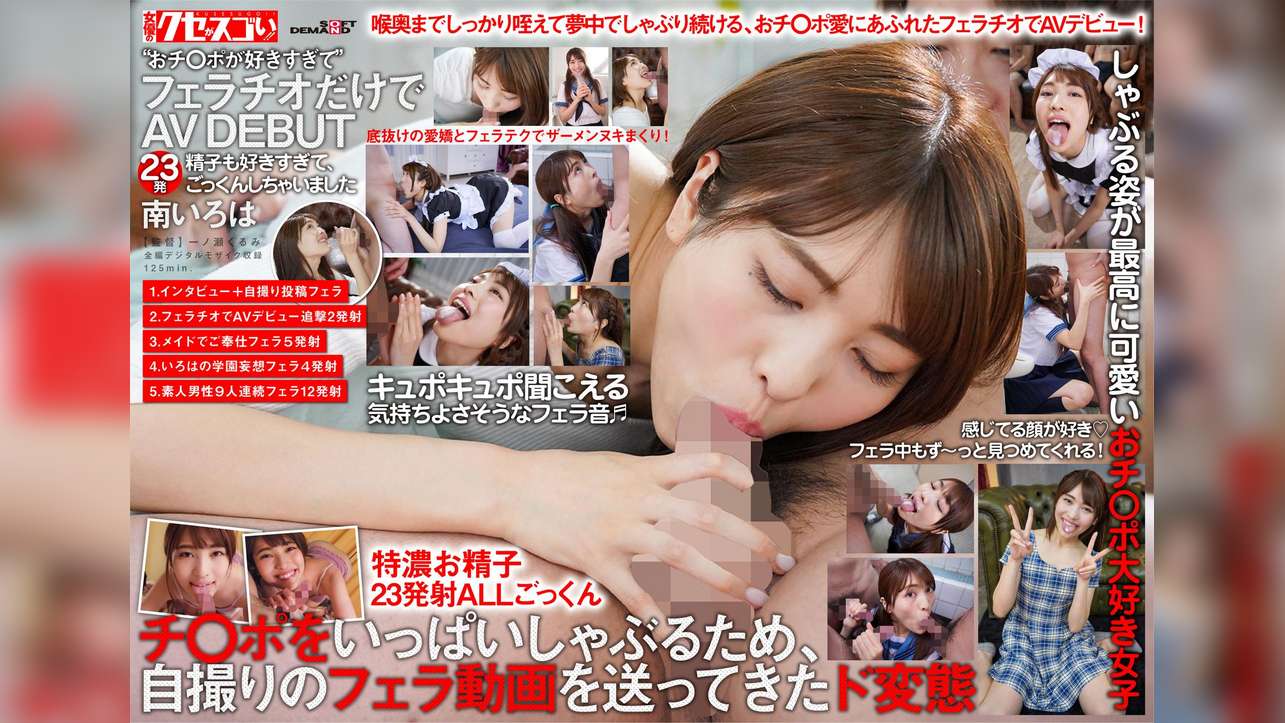 女優の
クセがスゴい!!
KUSESUGO!!
SOFT
ON
DEMAND
喉奥までしっかり咥えて夢中でしゃぶり続ける、おチ〇ポ愛にあふれたフェラチオでAVデビュー！
“おチ〇ポが好きすぎて”
フェラチオだけで
AV DEBUT
23発
精子も好きすぎて、
ごっくんしちゃいました
南いろは
【監督】一ノ瀬くるみ
全編デジタルモザイク収録
125min.
1.インタビュー＋自撮り投稿フェラ
2.フェラチオでAVデビュー追撃2発射
3.メイドでご奉仕フェラ5発射
4.いろはの学園妄想フェラ4発射
5.素人男性9人連続フェラ12発射
底抜けの愛嬌とフェラテクでザーメンヌキまくり！
キュポキュポ聞こえる
気持ちよさそうなフェラ音♬
しゃぶる姿が最高に可愛いおチ〇ポ大好き女子
感じてる顔が好き♡
フェラ中もず〜っと見つめてくれる！
特濃お精子
23発射ALLごっくん
チ〇ポをいっぱいしゃぶるため、
自撮りのフェラ動画を送ってきたド変態